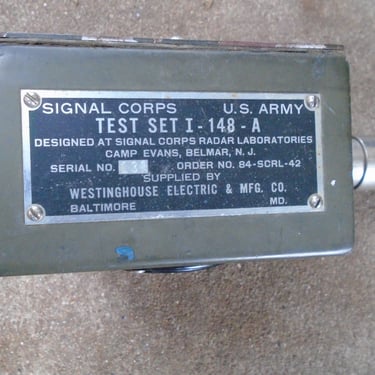 SIGNAL CORPS U.S. ARMY
TEST SET I-148-A
DESIGNED AT SIGNAL CORPS RADAR LABORATORIES
CAMP EVANS, BELMAR, N. J.
SERIAL NO. ORDER NO. 84-SCRL-42
SUPPLIED BY
WESTINGHOUSE ELECTRIC & MFG. CO.
BALTIMORE MD.